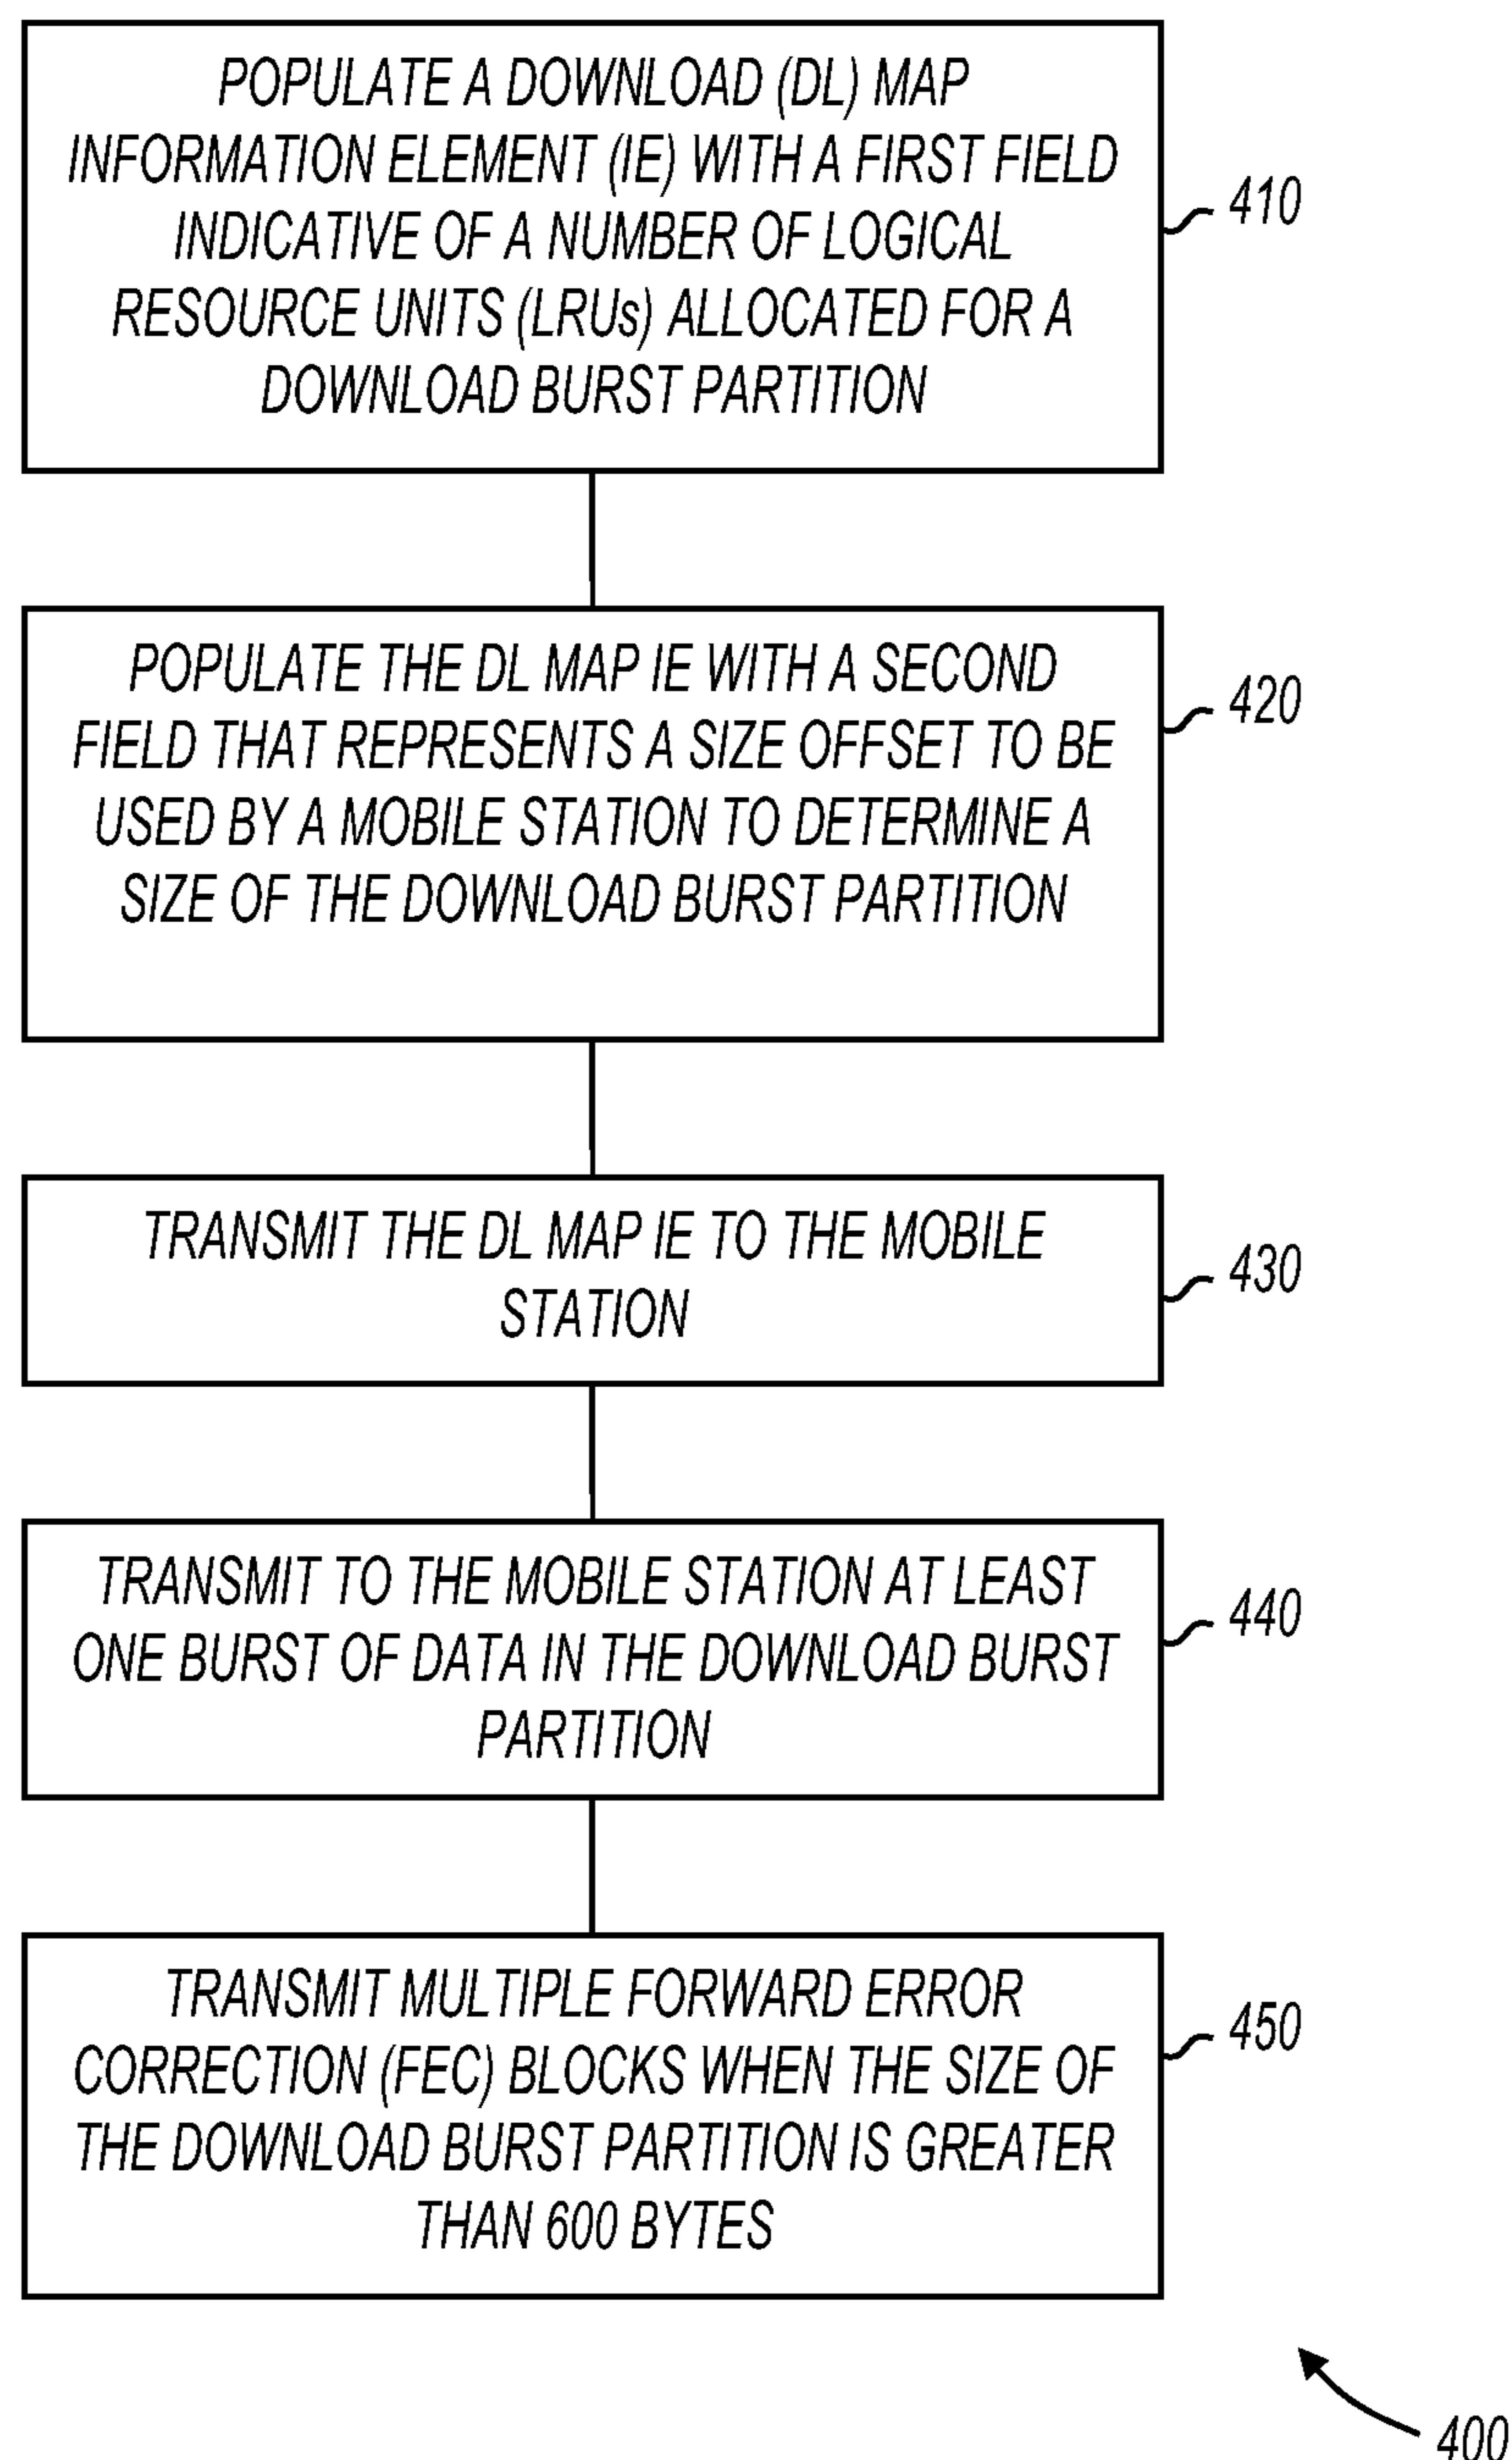 POPULATE A DOWNLOAD (DL) MAP
INFORMATION ELEMENT (IE) WITH A FIRST FIELD
INDICATIVE OF A NUMBER OF LOGICAL
RESOURCE UNITS (LRUs) ALLOCATED FOR A
DOWNLOAD BURST PARTITION
410
POPULATE THE DL MAP IE WITH A SECOND
FIELD THAT REPRESENTS A SIZE OFFSET TO BE
USED BY A MOBILE STATION TO DETERMINE A
SIZE OF THE DOWNLOAD BURST PARTITION
420
TRANSMIT THE DL MAP IE TO THE MOBILE
STATION
430
TRANSMIT TO THE MOBILE STATION AT LEAST
ONE BURST OF DATA IN THE DOWNLOAD BURST
PARTITION
440
TRANSMIT MULTIPLE FORWARD ERROR
CORRECTION (FEC) BLOCKS WHEN THE SIZE OF
THE DOWNLOAD BURST PARTITION IS GREATER
THAN 600 BYTES
450
400